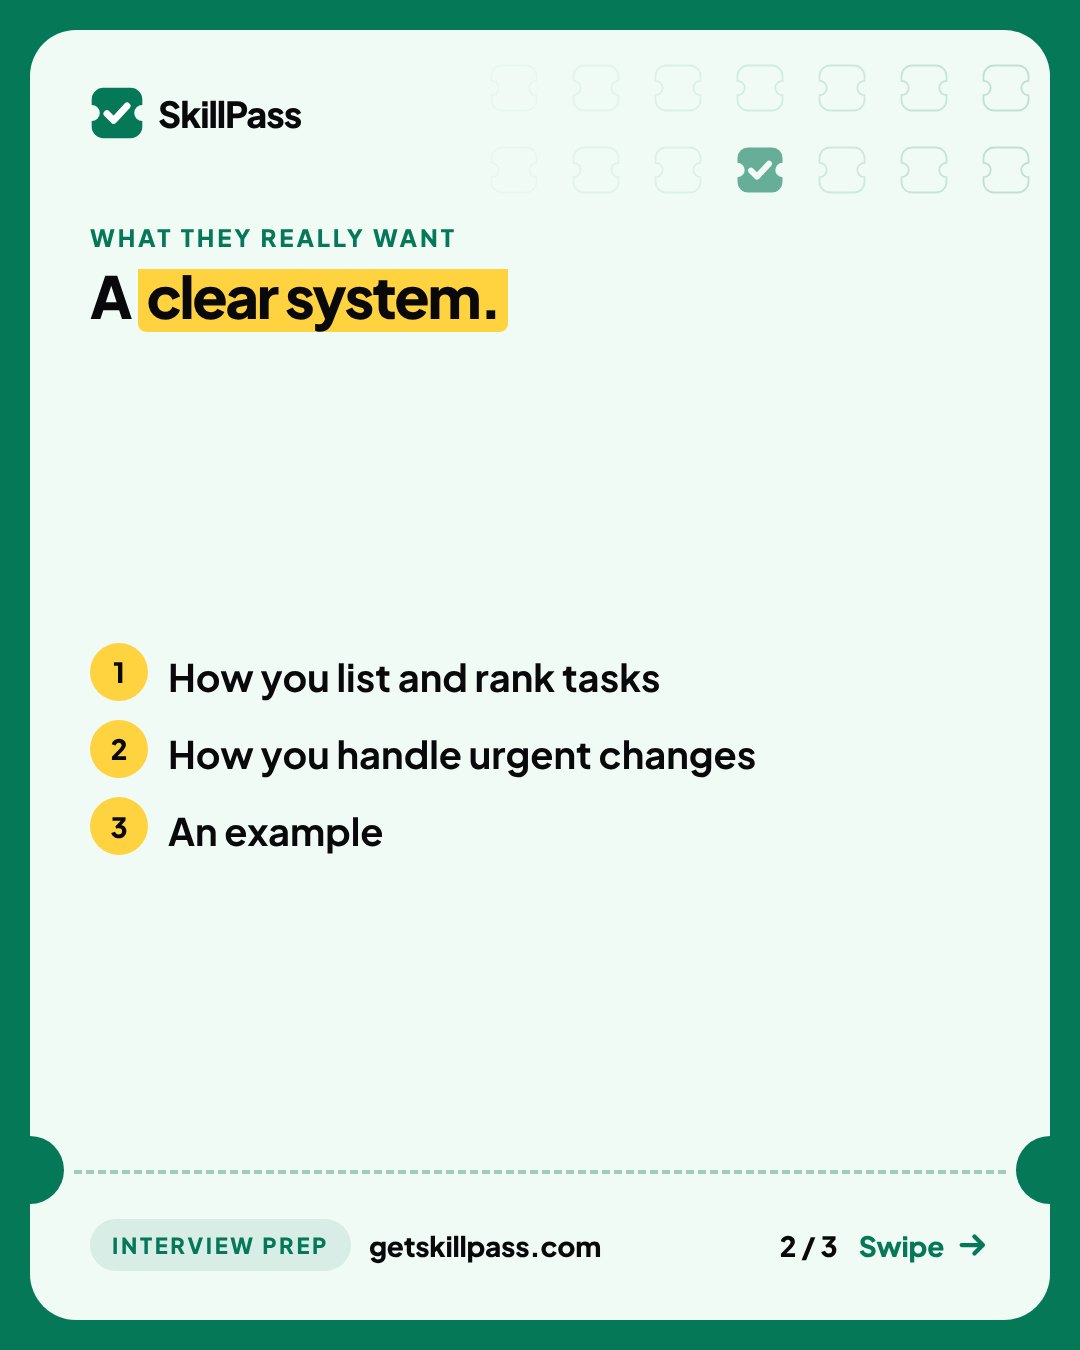 SkillPass
WHAT THEY REALLY WANT
A clear system.
1 How you list and rank tasks
2 How you handle urgent changes
3 An example
INTERVIEW PREP getskillpass.com 2 / 3 Swipe →